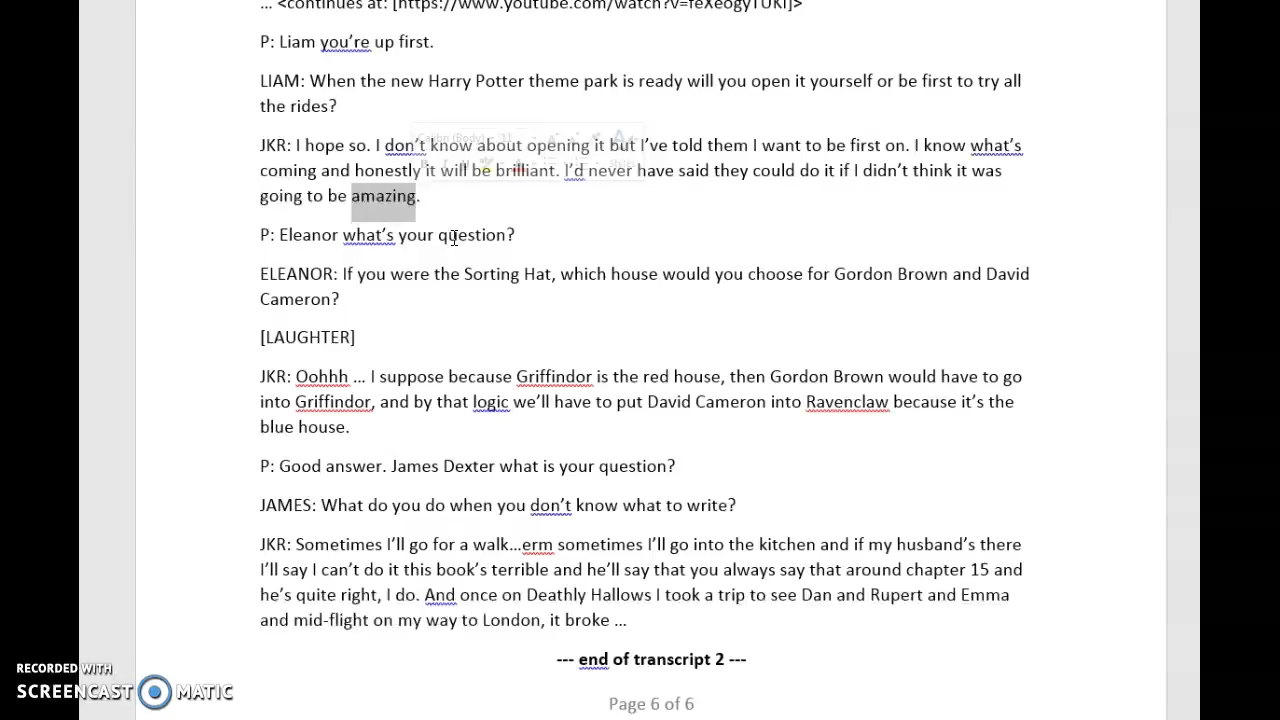 … <continues at: [https://www.youtube.com/watch?v=feXeogyTUKI]>
P: Liam you’re up first.
LIAM: When the new Harry Potter theme park is ready will you open it yourself or be first to try all
the rides?
JKR: I hope so. I don’t know about opening it but I’ve told them I want to be first on. I know what’s
coming and honestly it will be brilliant. I’d never have said they could do it if I didn’t think it was
going to be amazing.
P: Eleanor what’s your question?
ELEANOR: If you were the Sorting Hat, which house would you choose for Gordon Brown and David
Cameron?
[LAUGHTER]
JKR: Oohhh … I suppose because Griffindor is the red house, then Gordon Brown would have to go
into Griffindor, and by that logic we’ll have to put David Cameron into Ravenclaw because it’s the
blue house.
P: Good answer. James Dexter what is your question?
JAMES: What do you do when you don’t know what to write?
JKR: Sometimes I’ll go for a walk…erm sometimes I’ll go into the kitchen and if my husband’s there
I’ll say I can’t do it this book’s terrible and he’ll say that you always say that around chapter 15 and
he’s quite right, I do. And once on Deathly Hallows I took a trip to see Dan and Rupert and Emma
and mid-flight on my way to London, it broke …
--- end of transcript 2 ---
Page 6 of 6
RECORDED WITH
SCREENCAST MATIC